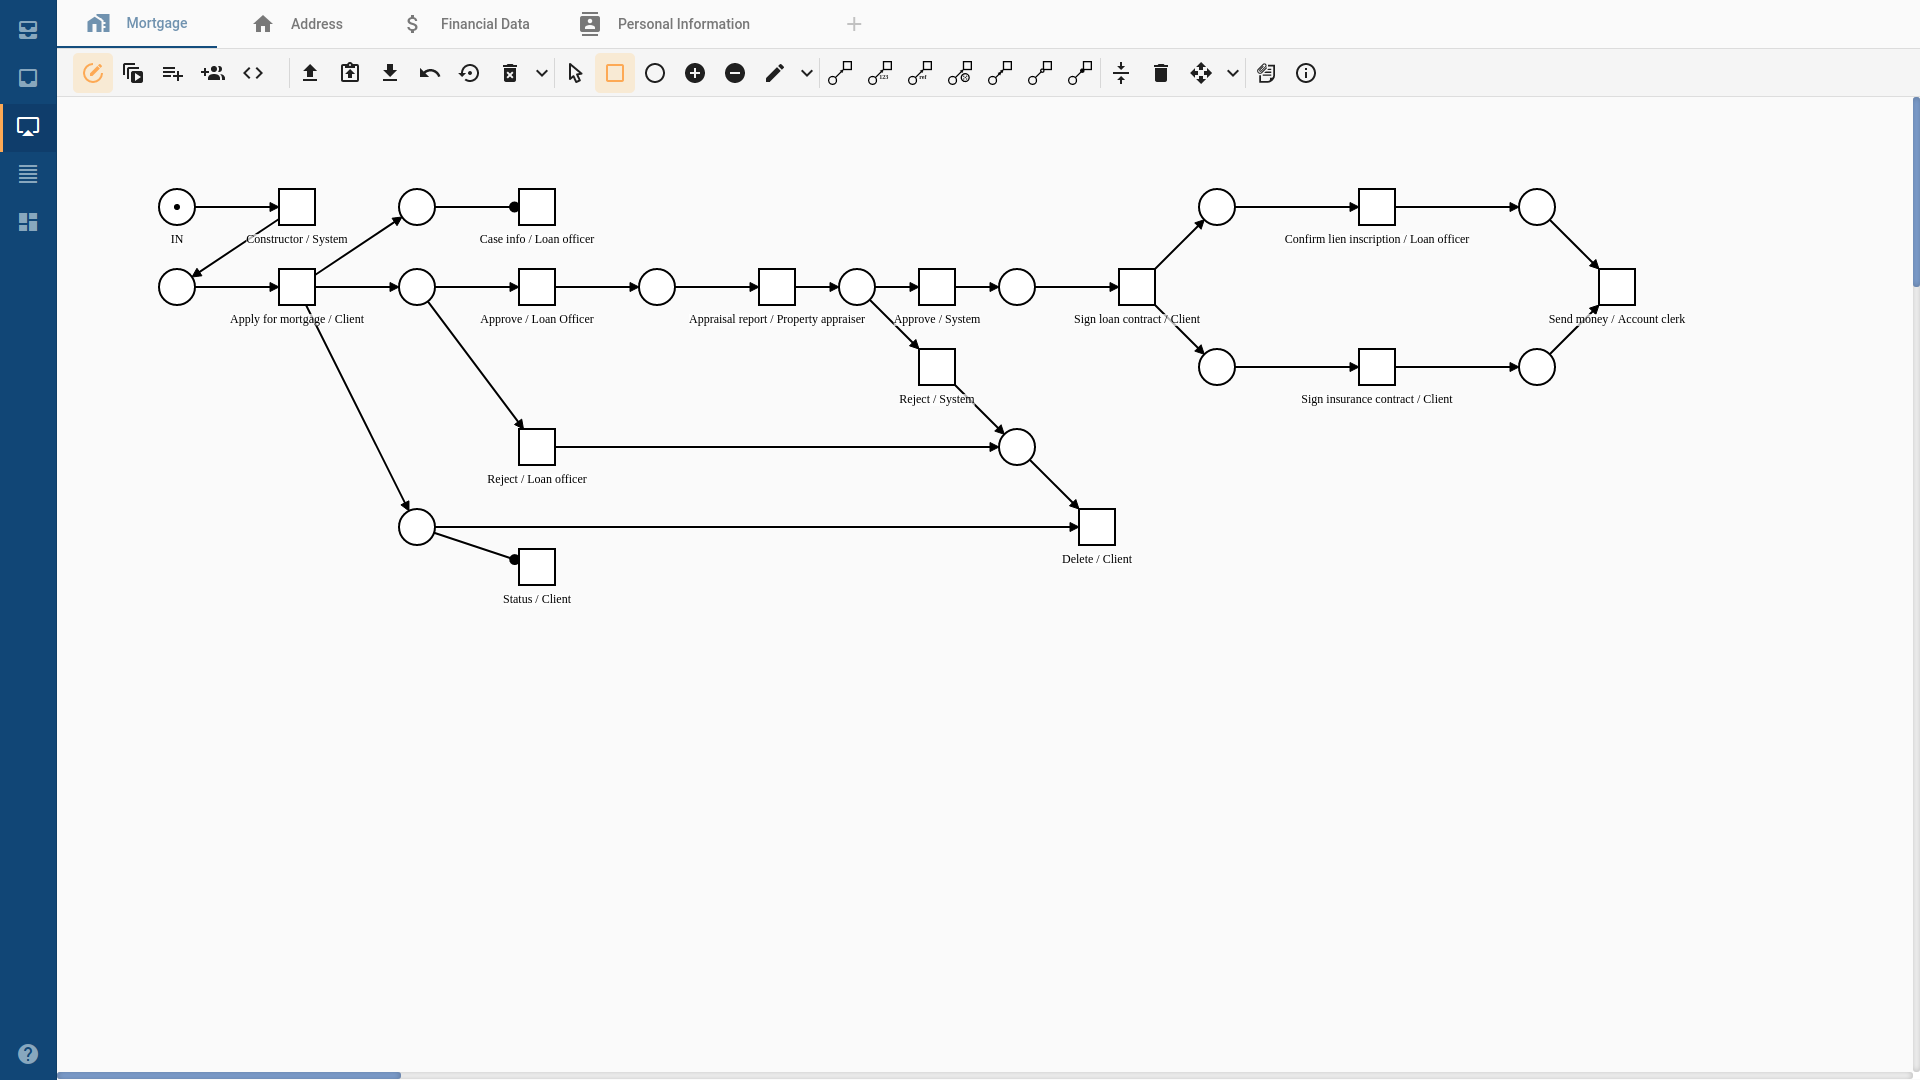 Mortgage
Address
Financial Data
Personal Information
123
ref
IN
Constructor / System
Case info / Loan officer
Confirm lien inscription / Loan officer
Apply for mortgage / Client
Approve / Loan Officer
Appraisal report / Property appraiser
Approve / System
Sign loan contract / Client
Send money / Account clerk
Reject / System
Sign insurance contract / Client
Reject / Loan officer
Delete / Client
Status / Client